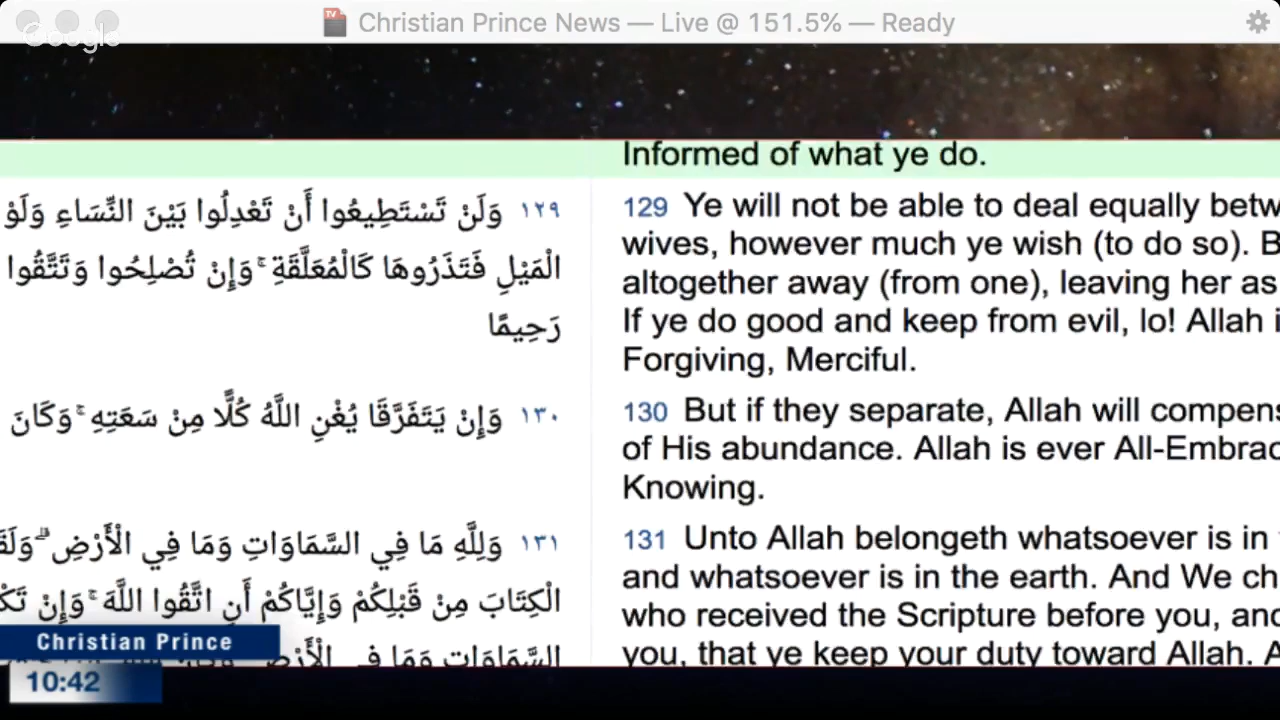 Christian Prince News — Live @ 151.5% — Ready
Google
Informed of what ye do.
١٢٩ وَلَنْ تَسْتَطِيعُوا أَنْ تَعْدِلُوا بَيْنَ النِّسَاءِ وَلَوْ
الْمَيْلِ فَتَذَرُوهَا كَالْمُعَلَّقَةِ ۚ وَإِنْ تُصْلِحُوا وَتَتَّقُوا
رَحِيمًا
129 Ye will not be able to deal equally betw
wives, however much ye wish (to do so). B
altogether away (from one), leaving her as
If ye do good and keep from evil, lo! Allah i
Forgiving, Merciful.
١٣٠ وَإِنْ يَتَفَرَّقَا يُغْنِ اللَّهُ كُلًّا مِنْ سَعَتِهِ ۚ وَكَانَ
130 But if they separate, Allah will compens
of His abundance. Allah is ever All-Embrac
Knowing.
١٣١ وَلِلَّهِ مَا فِي السَّمَاوَاتِ وَمَا فِي الْأَرْضِ ۗ وَلَقَ
الْكِتَابَ مِنْ قَبْلِكُمْ وَإِيَّاكُمْ أَنِ اتَّقُوا اللَّهَ ۚ وَإِنْ تَكْ
السَّمَاوَاتِ وَمَا فِي الْأَرْضِ
131 Unto Allah belongeth whatsoever is in
and whatsoever is in the earth. And We ch
who received the Scripture before you, and
you, that ye keep your duty toward Allah. A
Christian Prince
10:42